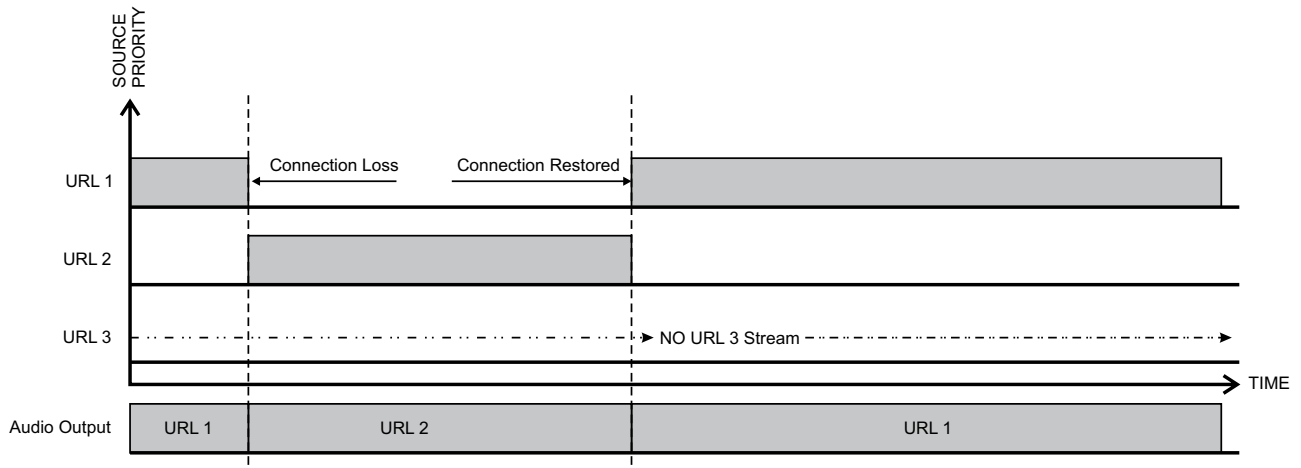 SOURCE
PRIORITY
URL 1
Connection Loss
Connection Restored
URL 2
URL 3
NO URL 3 Stream
TIME
Audio Output
URL 1
URL 2
URL 1